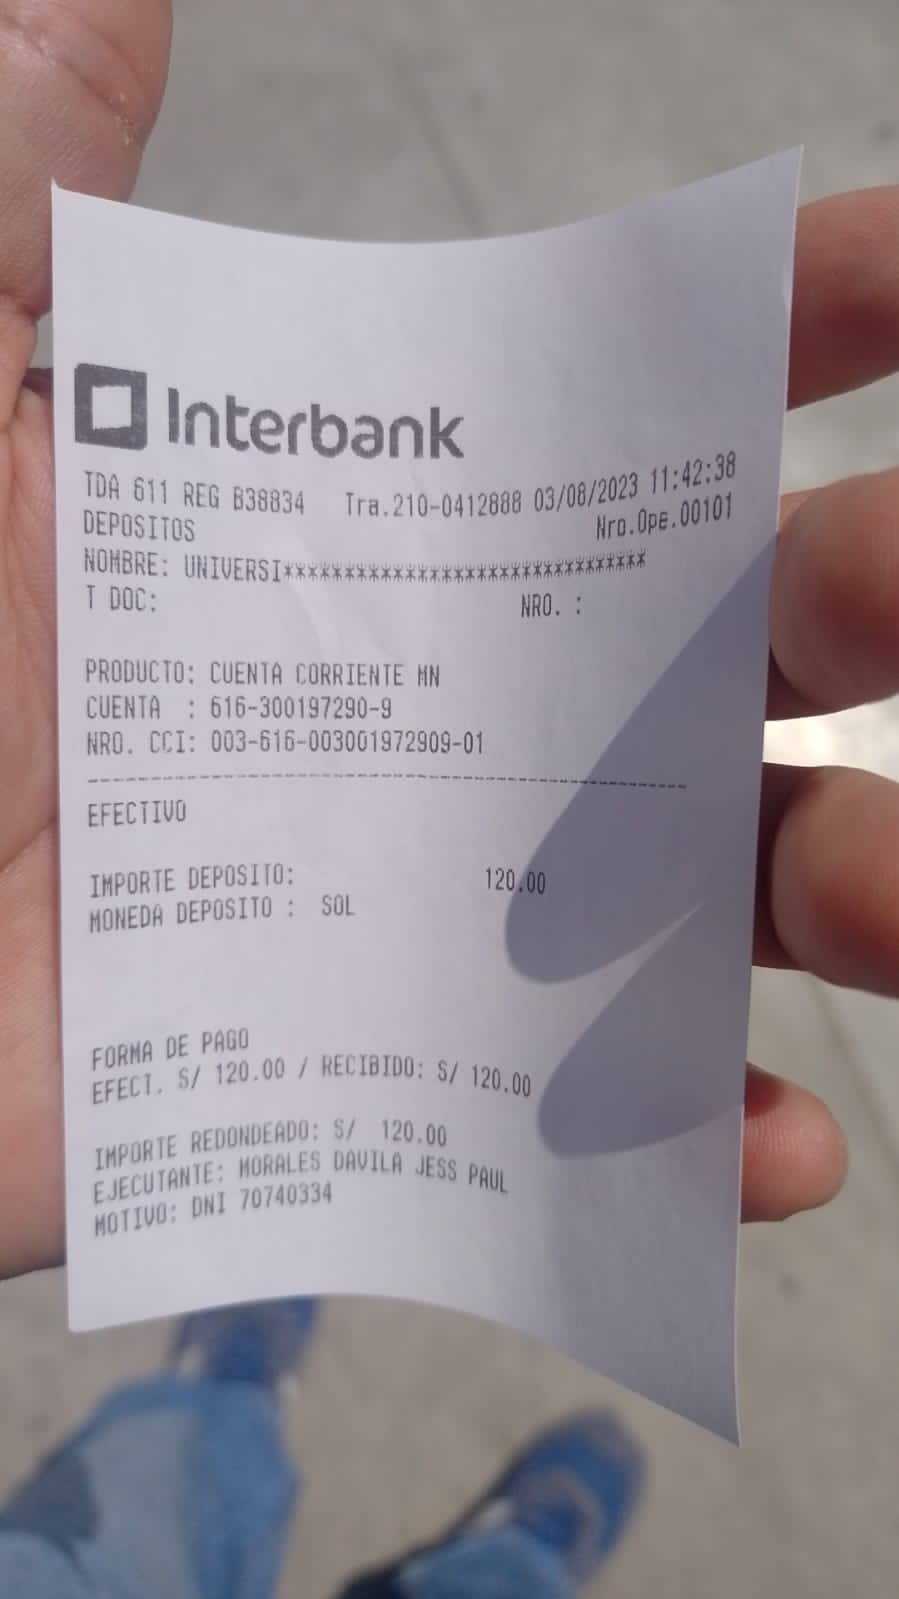 Interbank
TDA 611 REG B38834 Tra.210-0412888 03/08/2023 11:42:38
DEPOSITOS Nro.Ope.00101
NOMBRE: UNIVERSI******************************
T DOC: NRO. :
PRODUCTO: CUENTA CORRIENTE MN
CUENTA : 616-300197290-9
NRO. CCI: 003-616-003001972909-01
EFECTIVO
IMPORTE DEPOSITO: 120.00
MONEDA DEPOSITO : SOL
FORMA DE PAGO
EFECT. S/ 120.00 / RECIBIDO: S/ 120.00
IMPORTE REDONDEADO: S/ 120.00
EJECUTANTE: MORALES DAVILA JESS PAUL
MOTIVO: DNI 70740334